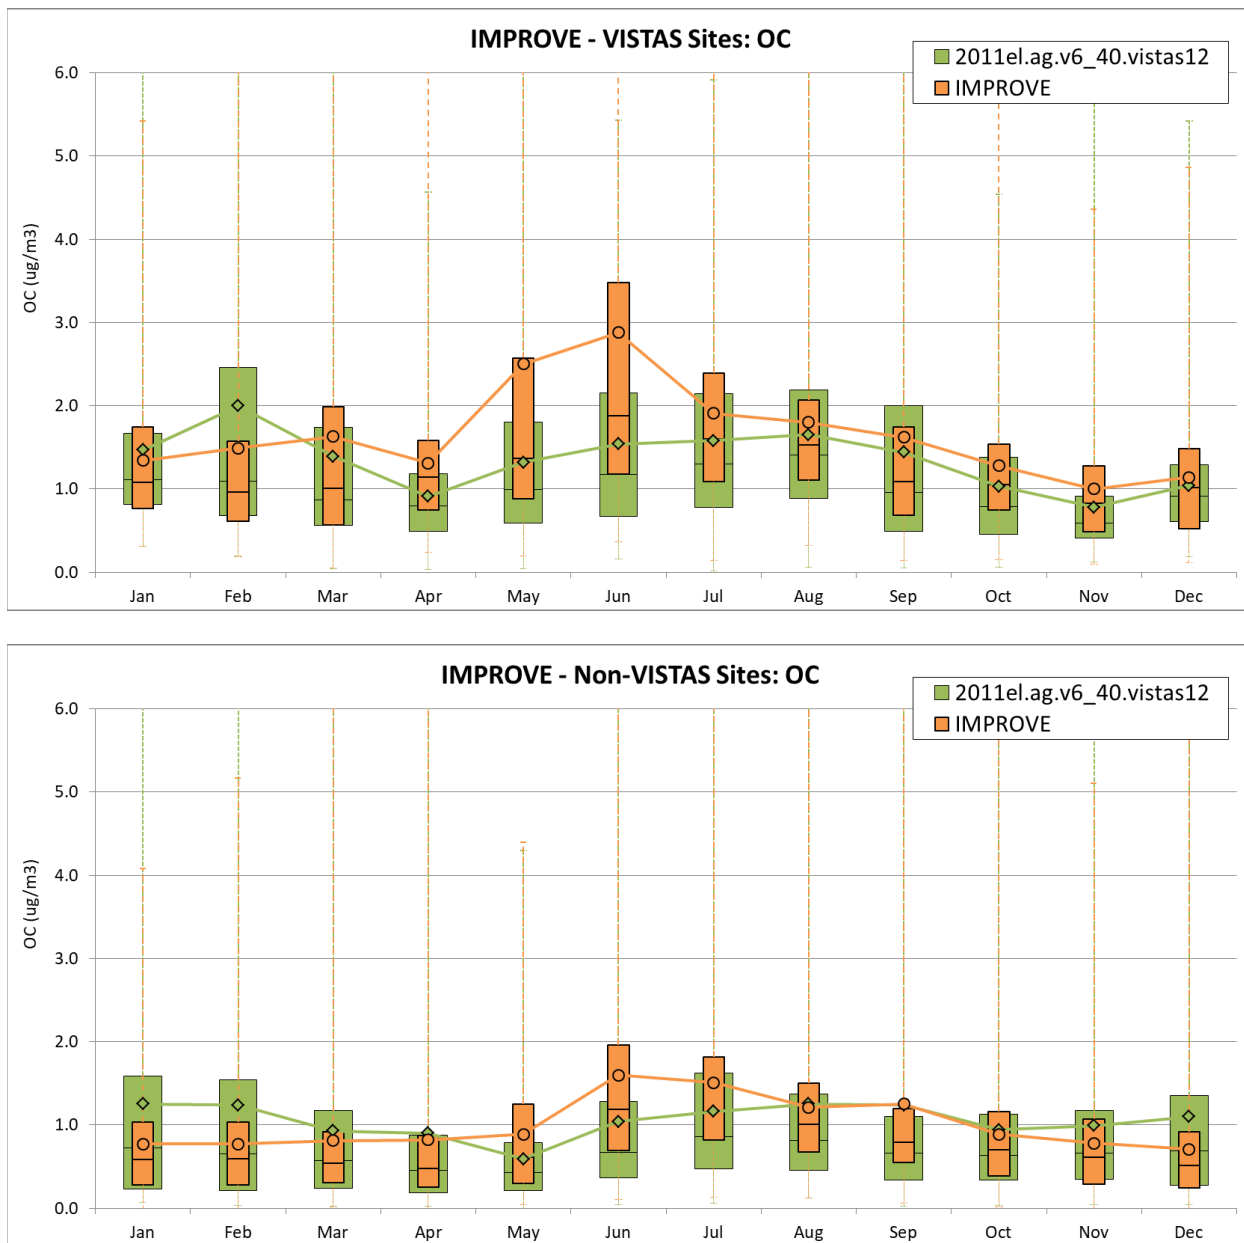 IMPROVE - VISTAS Sites: OC
2011el.ag.v6_40.vistas12
IMPROVE
6.0
5.0
4.0
3.0
2.0
1.0
0.0
OC (ug/m3)
Jan Feb Mar Apr May Jun Jul Aug Sep Oct Nov Dec
IMPROVE - Non-VISTAS Sites: OC
2011el.ag.v6_40.vistas12
IMPROVE
6.0
5.0
4.0
3.0
2.0
1.0
0.0
OC (ug/m3)
Jan Feb Mar Apr May Jun Jul Aug Sep Oct Nov Dec